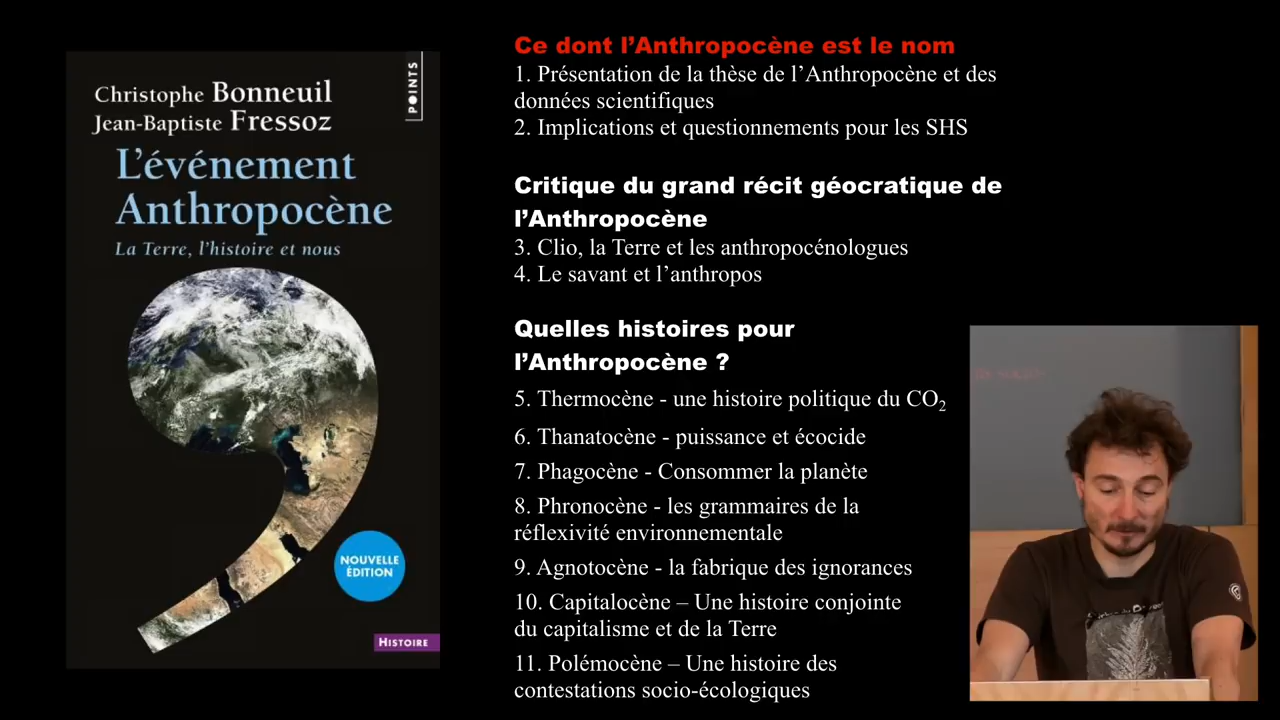 POINTS
Christophe Bonneuil
Jean-Baptiste Fressoz
L'événement
Anthropocène
La Terre, l'histoire et nous
NOUVELLE
ÉDITION
HISTOIRE
Ce dont l'Anthropocène est le nom
1. Présentation de la thèse de l'Anthropocène et des
données scientifiques
2. Implications et questionnements pour les SHS
Critique du grand récit géocratique de
l'Anthropocène
3. Clio, la Terre et les anthropocénologues
4. Le savant et l'anthropos
Quelles histoires pour
l'Anthropocène ?
5. Thermocène - une histoire politique du CO₂
6. Thanatocène - puissance et écocide
7. Phagocène - Consommer la planète
8. Phronocène - les grammaires de la
réflexivité environnementale
9. Agnotocène - la fabrique des ignorances
10. Capitalocène – Une histoire conjointe
du capitalisme et de la Terre
11. Polémocène – Une histoire des
contestations socio-écologiques